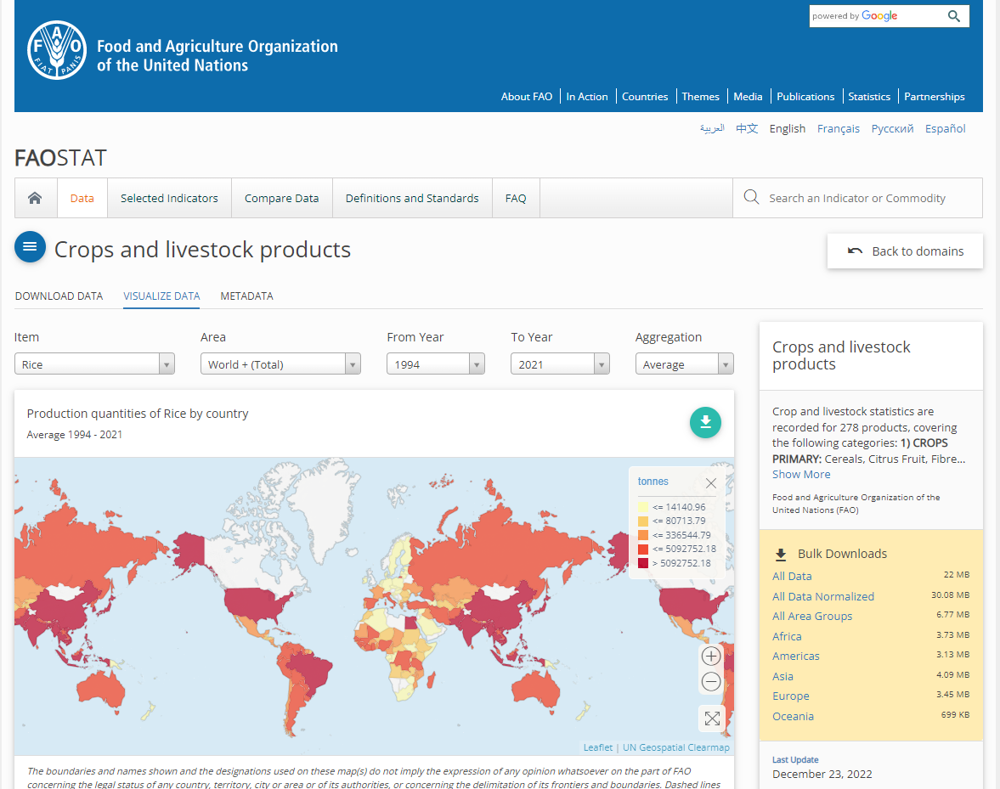 powered by Google
FAO
FIAT PANIS
Food and Agriculture Organization
of the United Nations
About FAO
In Action
Countries
Themes
Media
Publications
Statistics
Partnerships
العربية
中文
English
Français
Русский
Español
FAOSTAT
Data
Selected Indicators
Compare Data
Definitions and Standards
FAQ
Search an Indicator or Commodity
Crops and livestock products
Back to domains
DOWNLOAD DATA
VISUALIZE DATA
METADATA
Item
Area
From Year
To Year
Aggregation
Rice
World + (Total)
1994
2021
Average
Production quantities of Rice by country
Average 1994 - 2021
tonnes
<= 14140.96
<= 80713.79
<= 336544.79
<= 5092752.18
> 5092752.18
Leaflet | UN Geospatial Clearmap
The boundaries and names shown and the designations used on these map(s) do not imply the expression of any opinion whatsoever on the part of FAO
concerning the legal status of any country, territory, city or area or of its authorities, or concerning the delimitation of its frontiers and boundaries. Dashed lines
Crops and livestock
products
Crop and livestock statistics are
recorded for 278 products, covering
the following categories: 1) CROPS
PRIMARY: Cereals, Citrus Fruit, Fibre...
Show More
Food and Agriculture Organization of the
United Nations (FAO)
Bulk Downloads
All Data 22 MB
All Data Normalized 30.08 MB
All Area Groups 6.77 MB
Africa 3.73 MB
Americas 3.13 MB
Asia 4.09 MB
Europe 3.45 MB
Oceania 699 KB
Last Update
December 23, 2022